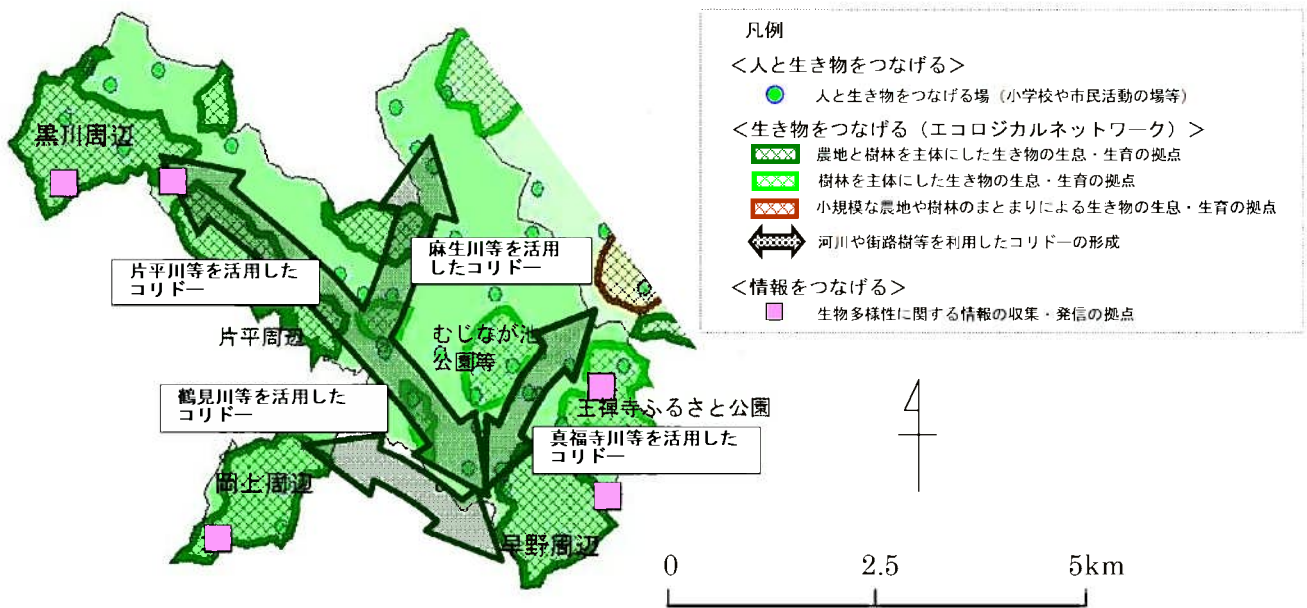 凡例
＜人と生き物をつなげる＞
人と生き物をつなげる場（小学校や市民活動の場等）
＜生き物をつなげる（エコロジカルネットワーク）＞
農地と樹林を主体にした生き物の生息・生育の拠点
樹林を主体にした生き物の生息・生育の拠点
小規模な農地や樹林のまとまりによる生き物の生息・生育の拠点
河川や街路樹等を利用したコリドーの形成
＜情報をつなげる＞
生物多様性に関する情報の収集・発信の拠点
黒川周辺
麻生川等を活用
したコリドー
片平川等を活用した
コリドー
片平周辺
むじなが池
公園等
鶴見川等を活用した
コリドー
王禅寺ふるさと公園
真福寺川等を活用した
コリドー
岡上周辺
早野周辺
0 2.5 5km